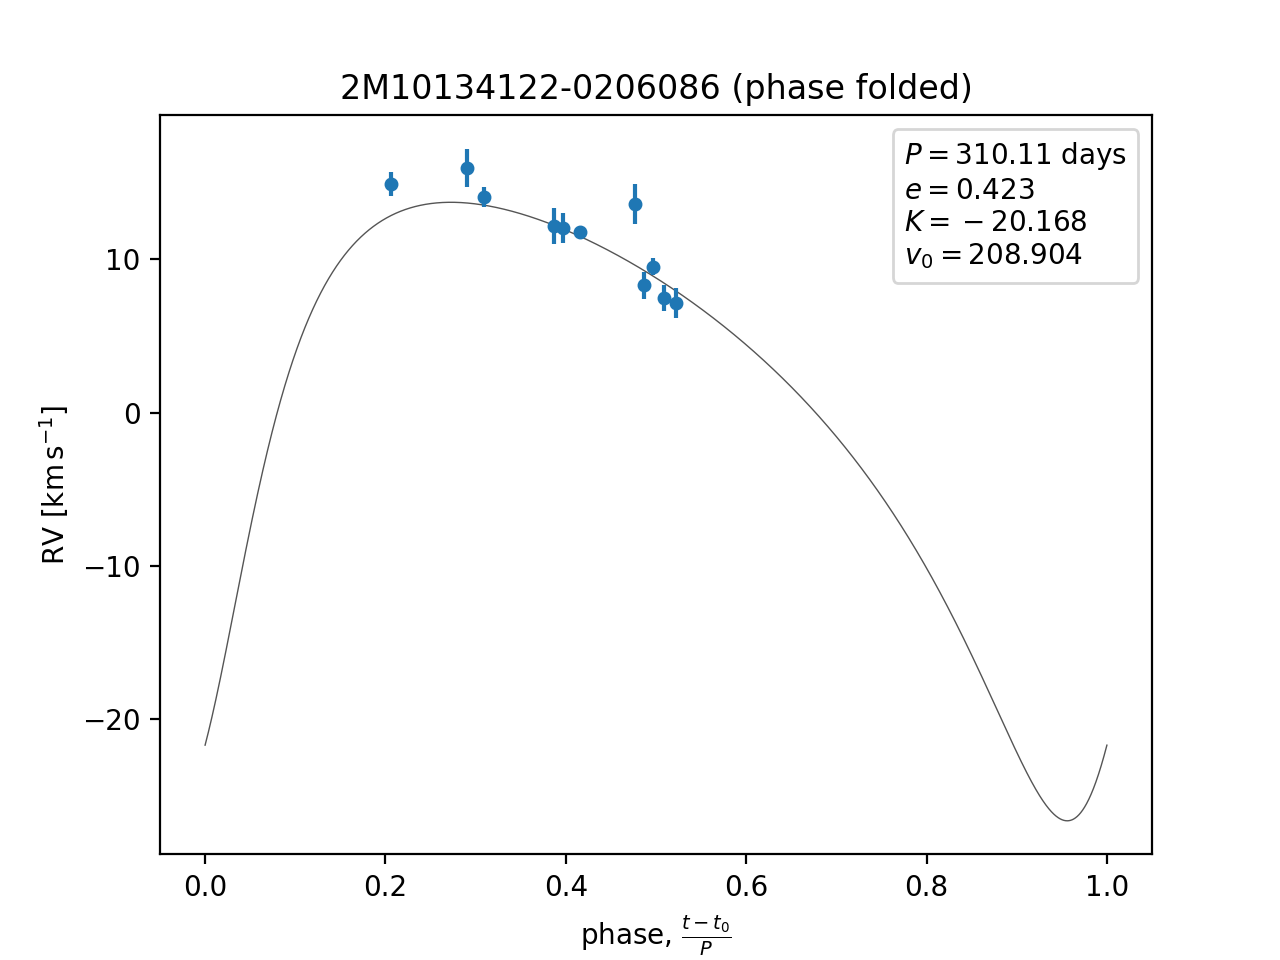 2M10134122-0206086 (phase folded)
P = 310.11 days
e = 0.423
K = −20.168
v₀ = 208.904
10
0
−10
−20
RV [km s⁻¹]
0.0 0.2 0.4 0.6 0.8 1.0
phase, (t − t₀)/P